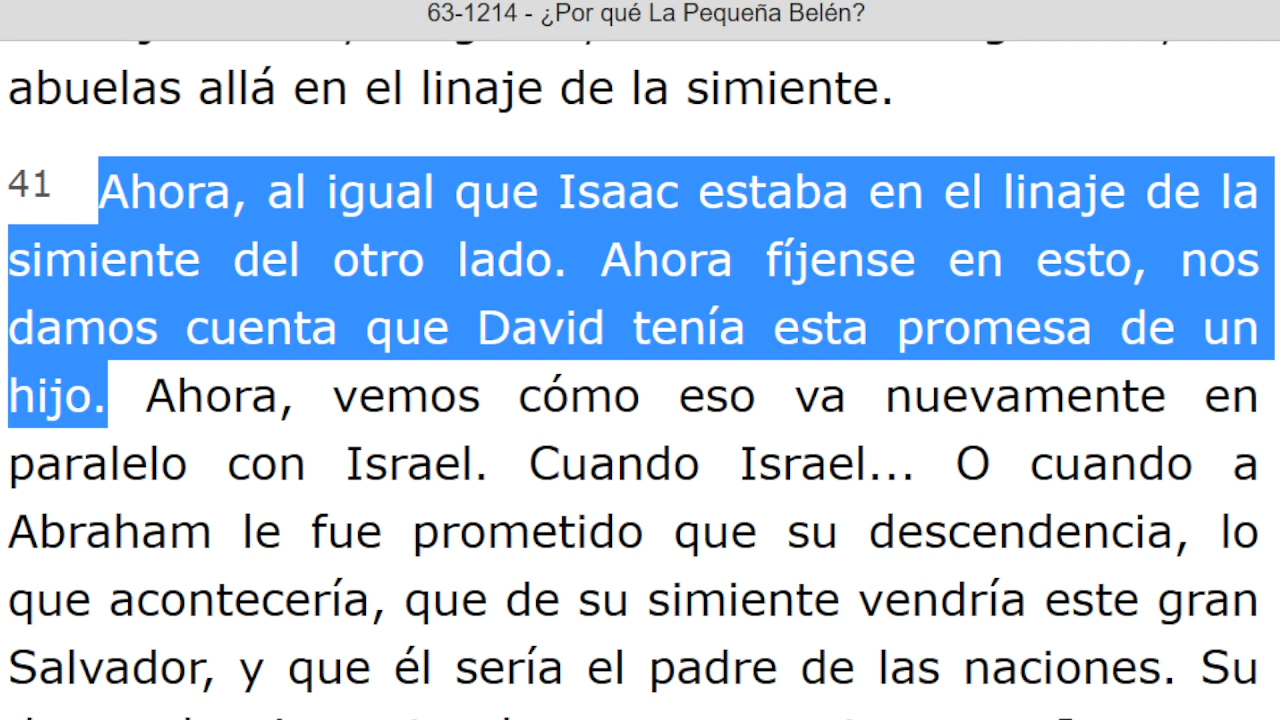 63-1214 - ¿Por qué La Pequeña Belén?
abuelas allá en el linaje de la simiente.
41 Ahora, al igual que Isaac estaba en el linaje de la
simiente del otro lado. Ahora fíjense en esto, nos
damos cuenta que David tenía esta promesa de un
hijo. Ahora, vemos cómo eso va nuevamente en
paralelo con Israel. Cuando Israel... O cuando a
Abraham le fue prometido que su descendencia, lo
que acontecería, que de su simiente vendría este gran
Salvador, y que él sería el padre de las naciones. Su